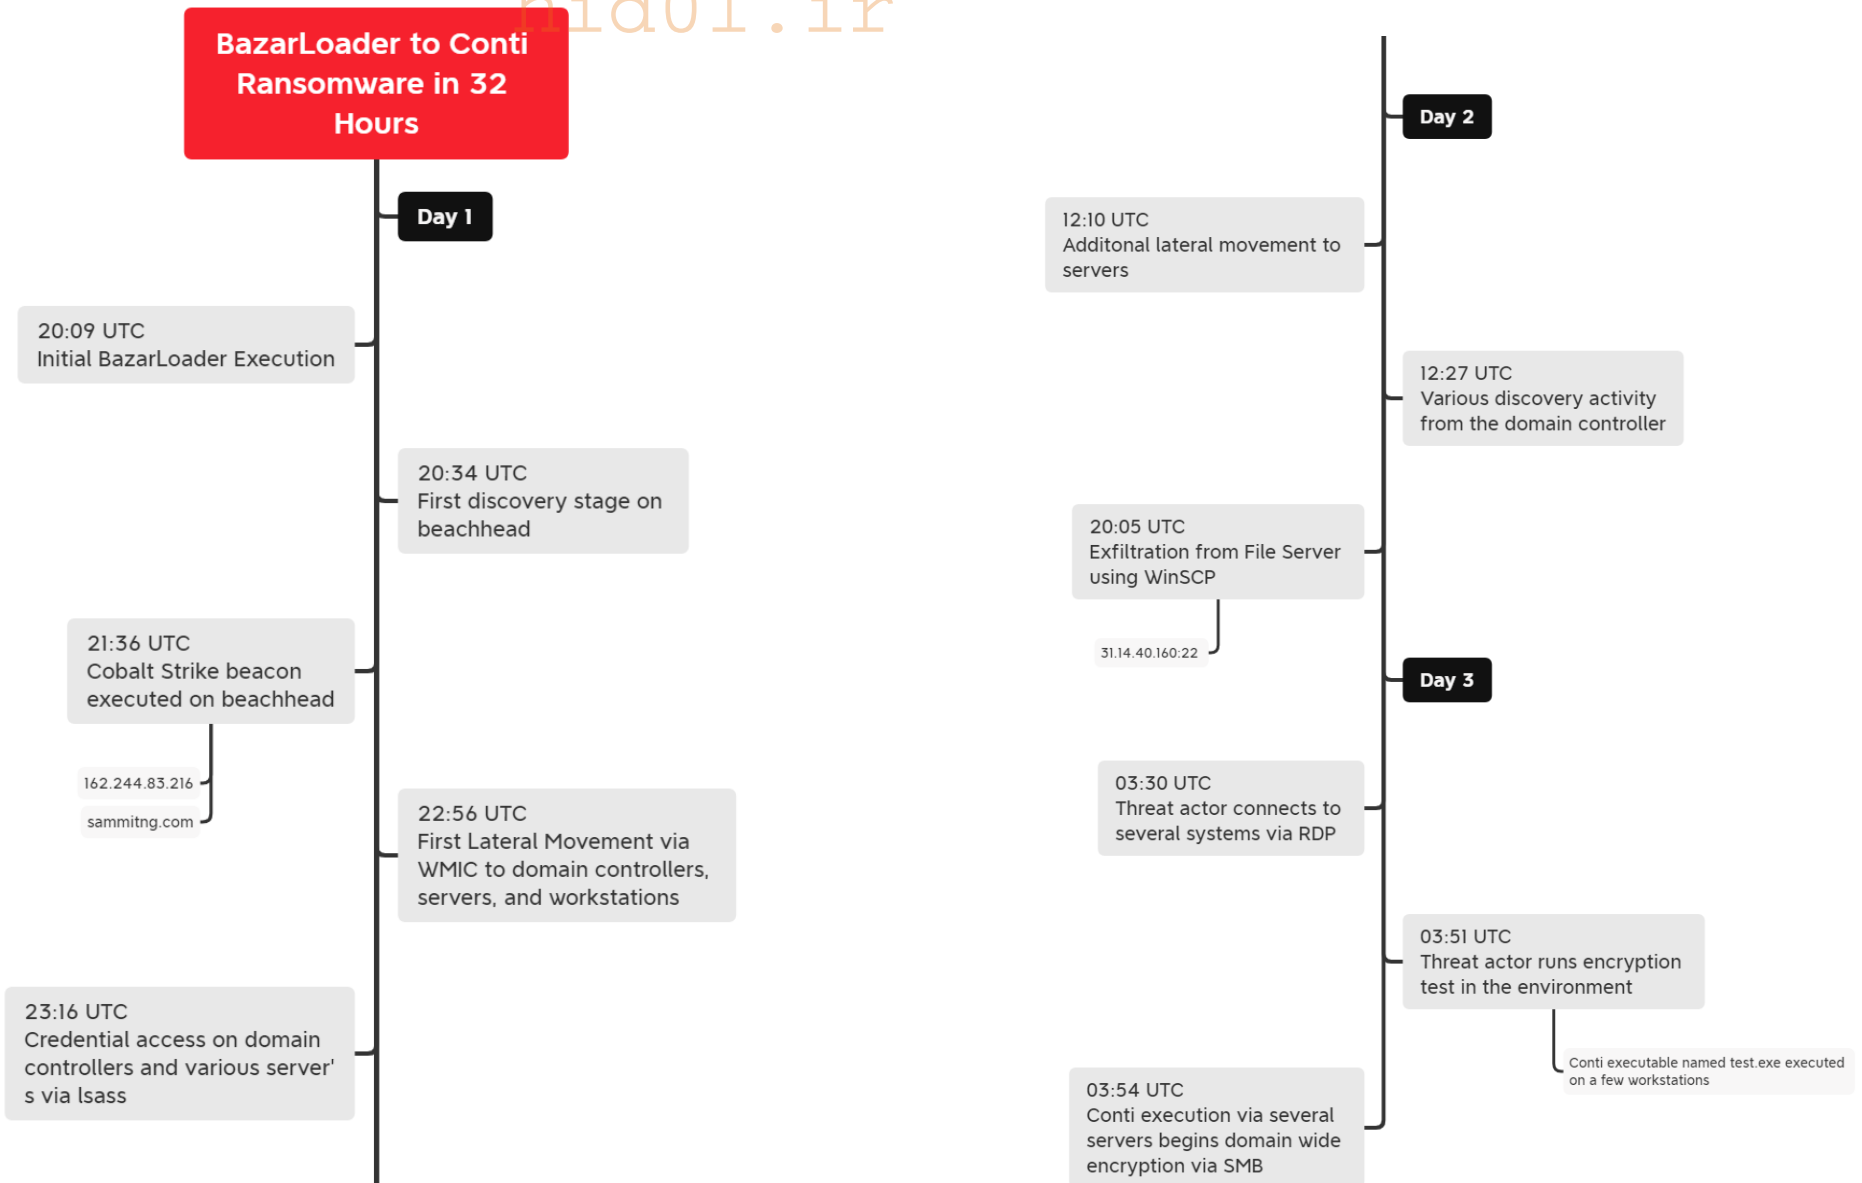 hid01.ir
BazarLoader to Conti
Ransomware in 32
Hours
Day 1
20:09 UTC
Initial BazarLoader Execution
20:34 UTC
First discovery stage on
beachhead
21:36 UTC
Cobalt Strike beacon
executed on beachhead
162.244.83.216
sammitng.com
22:56 UTC
First Lateral Movement via
WMIC to domain controllers,
servers, and workstations
23:16 UTC
Credential access on domain
controllers and various server'
s via lsass
Day 2
12:10 UTC
Additonal lateral movement to
servers
12:27 UTC
Various discovery activity
from the domain controller
20:05 UTC
Exfiltration from File Server
using WinSCP
31.14.40.160:22
Day 3
03:30 UTC
Threat actor connects to
several systems via RDP
03:51 UTC
Threat actor runs encryption
test in the environment
Conti executable named test.exe executed
on a few workstations
03:54 UTC
Conti execution via several
servers begins domain wide
encryption via SMB